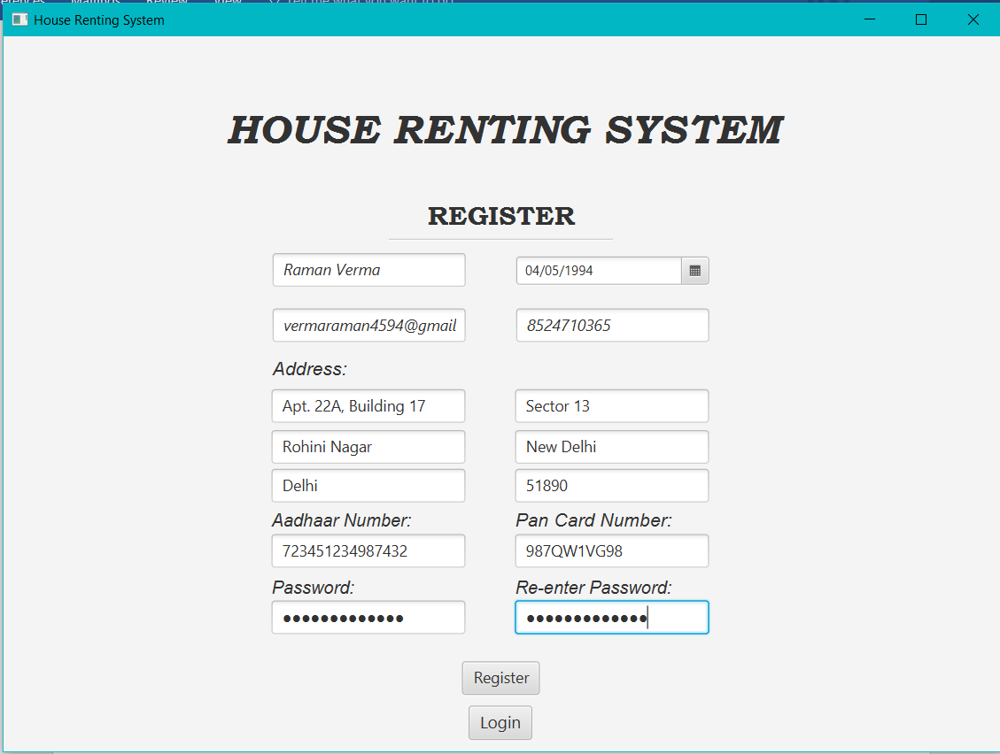 House Renting System
HOUSE RENTING SYSTEM
REGISTER
Raman Verma 04/05/1994
vermaraman4594@gmail 8524710365
Address:
Apt. 22A, Building 17 Sector 13
Rohini Nagar New Delhi
Delhi 51890
Aadhaar Number: Pan Card Number:
723451234987432 987QW1VG98
Password: Re-enter Password:
Register
Login